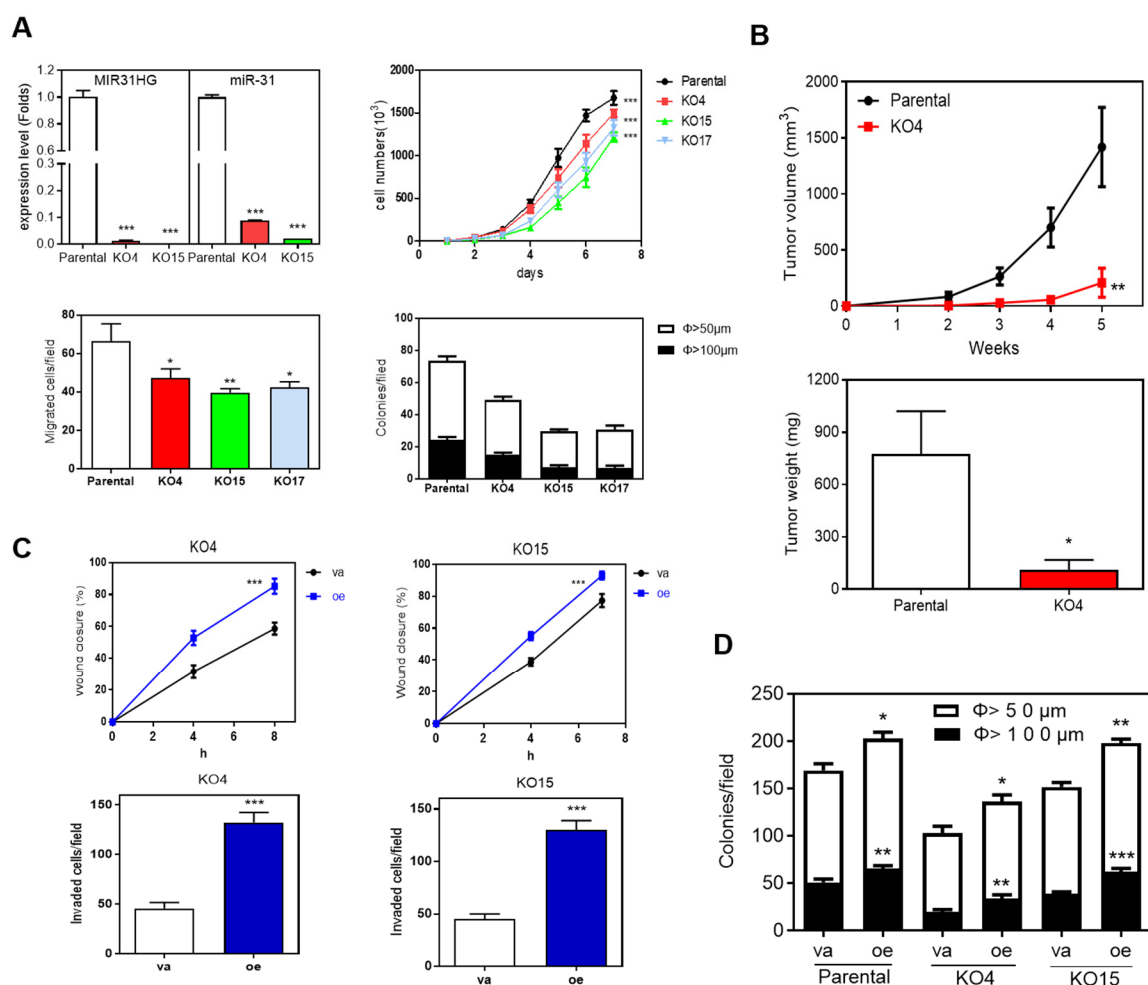 A
MIR31HG miR-31
expression level (Folds)
1.2
1.0
0.8
0.6
0.4
0.2
0.1
0.0
*** *** *** ***
Parental KO4 KO15 Parental KO4 KO15
cell numbers(10³)
2000
1500
1000
500
0
0 2 4 6 8
days
Parental
KO4
KO15
KO17
***
***
***
Migrated cells/field
80
60
40
20
0
* ** *
Parental KO4 KO15 KO17
Colonies/filed
100
80
60
40
20
0
Parental KO4 KO15 KO17
Φ>50μm
Φ>100μm
B
Tumor volume (mm³)
2000
1500
1000
500
0
Parental
KO4
**
0 1 2 3 4 5
Weeks
Tumor weight (mg)
1200
900
600
300
0
*
Parental KO4
C
KO4
Wound closure (%)
100
80
60
40
20
0
***
0 4 8
h
va
oe
KO15
Wound closure (%)
100
80
60
40
20
0
***
0 2 4 6 8
h
va
oe
KO4
Invaded cells/field
150
100
50
0
***
va oe
KO15
Invaded cells/field
150
100
50
0
***
va oe
D
Colonies/field
250
200
150
100
50
0
Φ> 5 0 μm
Φ> 1 0 0 μm
* * **
** ** ***
va oe va oe va oe
Parental KO4 KO15